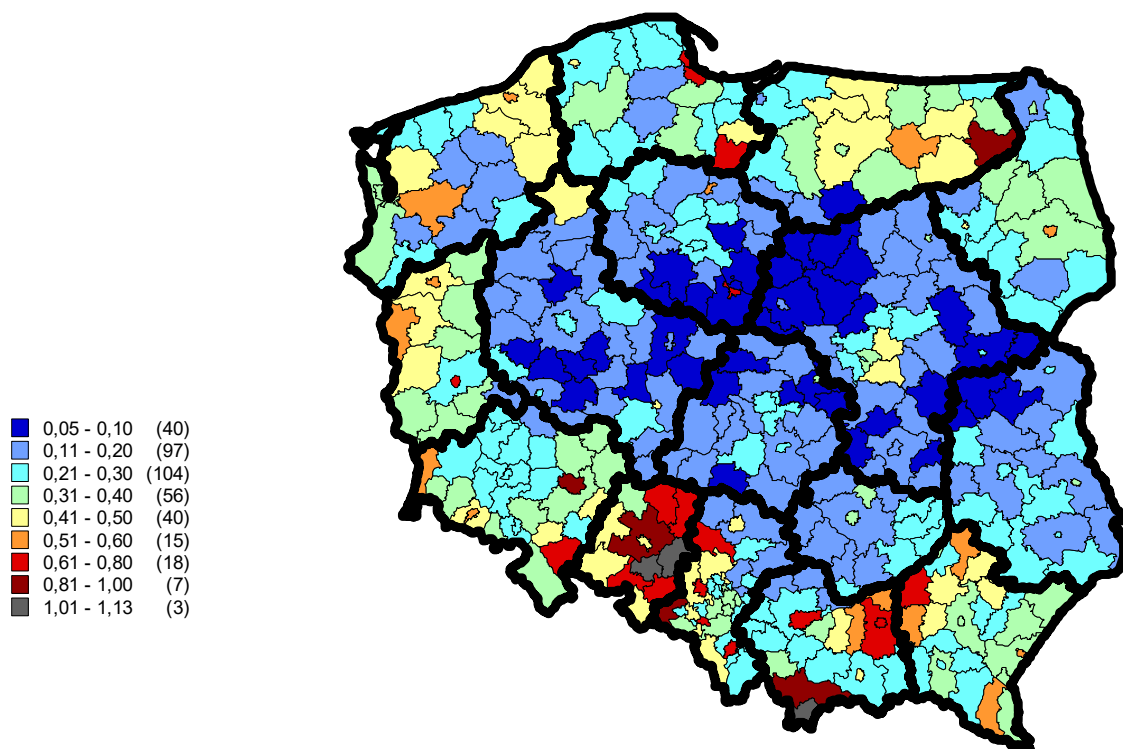 0,05 - 0,10 (40)
0,11 - 0,20 (97)
0,21 - 0,30 (104)
0,31 - 0,40 (56)
0,41 - 0,50 (40)
0,51 - 0,60 (15)
0,61 - 0,80 (18)
0,81 - 1,00 (7)
1,01 - 1,13 (3)